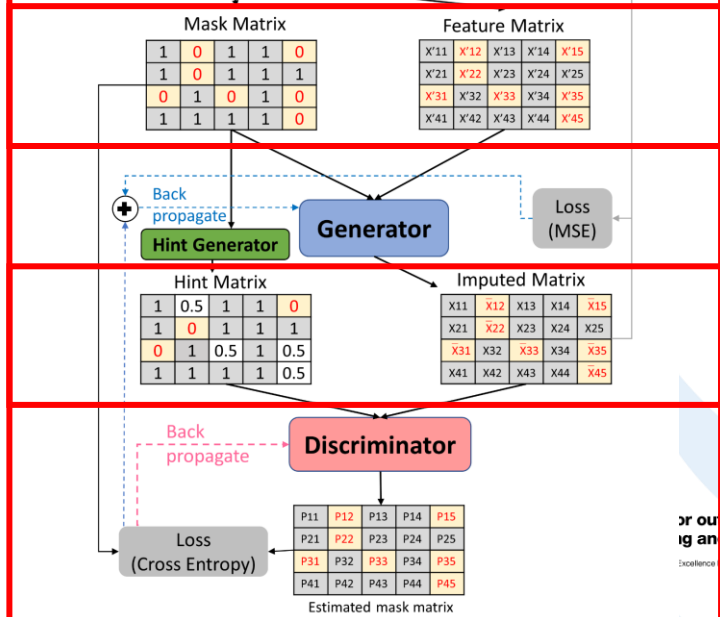 Mask Matrix
1 0 1 1 0
1 0 1 1 1
0 1 0 1 0
1 1 1 1 0
Feature Matrix
X'11 X'12 X'13 X'14 X'15
X'21 X'22 X'23 X'24 X'25
X'31 X'32 X'33 X'34 X'35
X'41 X'42 X'43 X'44 X'45
Back
propagate
+
Hint Generator
Generator
Loss
(MSE)
Hint Matrix
1 0.5 1 1 0
1 0 1 1 1
0 1 0.5 1 0.5
1 1 1 1 0.5
Imputed Matrix
X11 X̅12 X13 X14 X̅15
X21 X̅22 X23 X24 X25
X̅31 X32 X̅33 X34 X̅35
X41 X42 X43 X44 X̅45
Back
propagate
Discriminator
Loss
(Cross Entropy)
P11 P12 P13 P14 P15
P21 P22 P23 P24 P25
P31 P32 P33 P34 P35
P41 P42 P43 P44 P45
Estimated mask matrix
or ou
Excellence